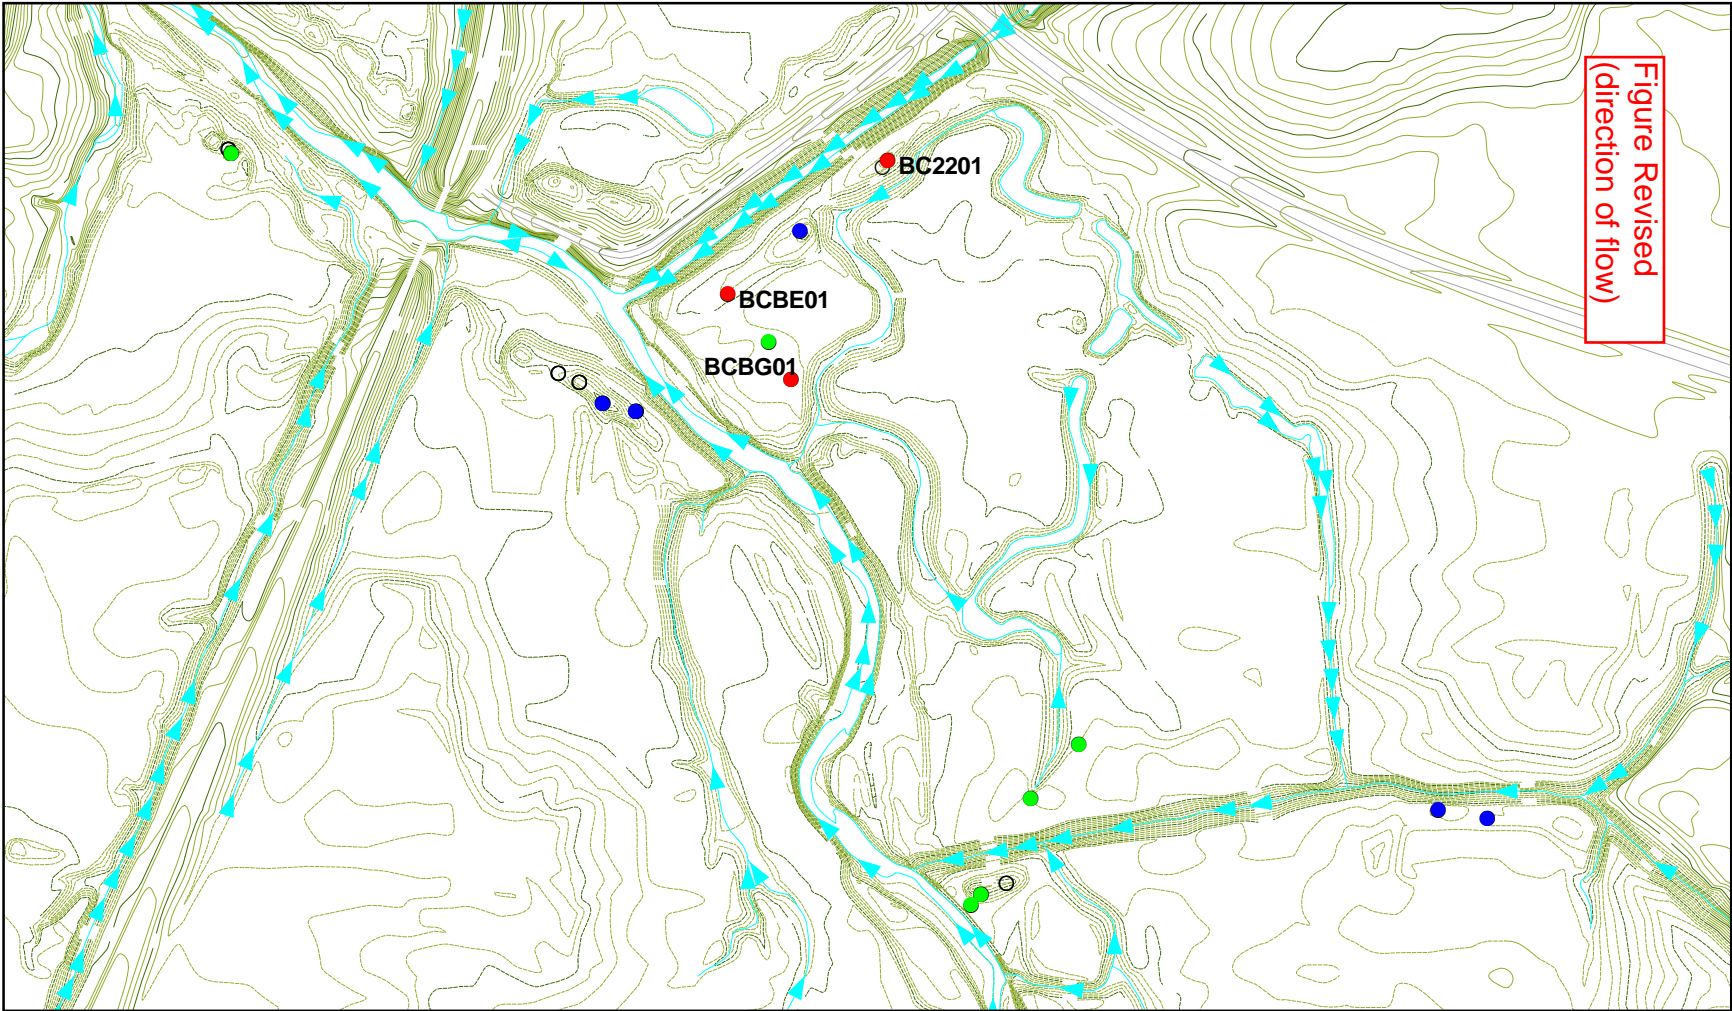 Figure Revised
(direction of flow)
BC2201
BCBE01
BCBG01